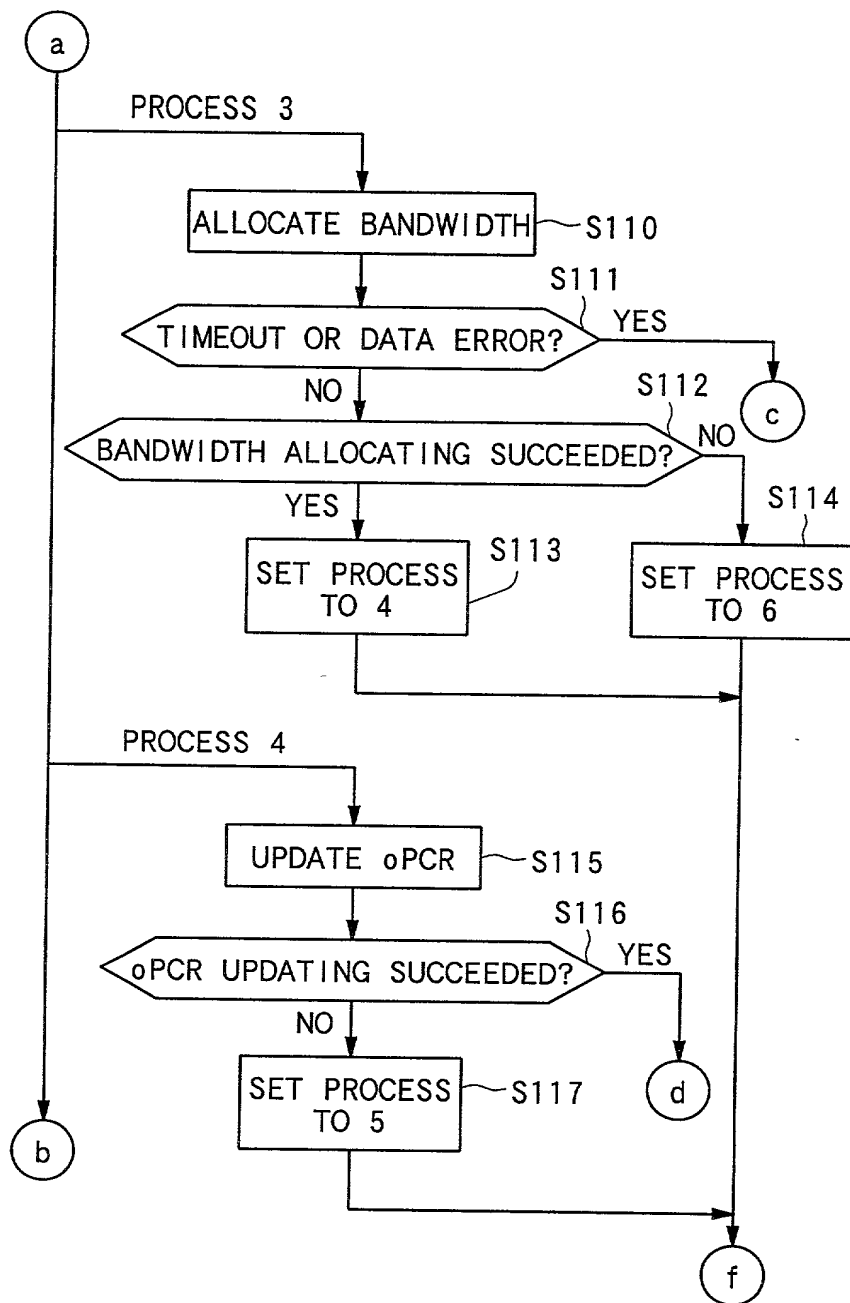 a
PROCESS 3
ALLOCATE BANDWIDTH
S110
S111
TIMEOUT OR DATA ERROR?
YES
NO
c
S112
BANDWIDTH ALLOCATING SUCCEEDED?
NO
YES
S114
S113
SET PROCESS
TO 4
SET PROCESS
TO 6
PROCESS 4
UPDATE oPCR
S115
S116
oPCR UPDATING SUCCEEDED?
YES
NO
SET PROCESS
TO 5
S117
d
b
f